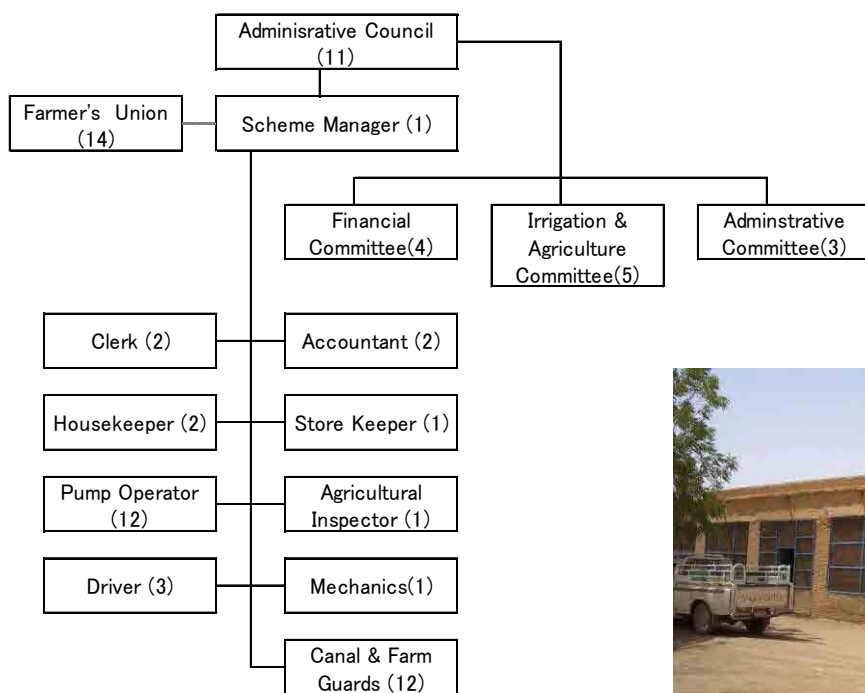 Adminisrative Council
(11)
Farmer's Union
(14)
Scheme Manager (1)
Financial
Committee(4)
Irrigation &
Agriculture
Committee(5)
Adminstrative
Committee(3)
Clerk (2)
Accountant (2)
Housekeeper (2)
Store Keeper (1)
Pump Operator
(12)
Agricultural
Inspector (1)
Driver (3)
Mechanics(1)
Canal & Farm
Guards (12)